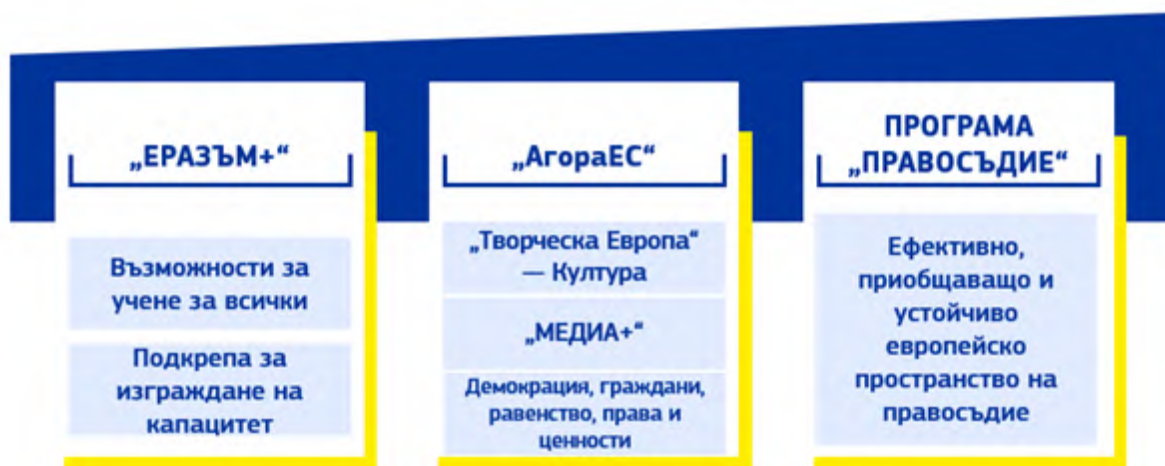 „ЕРАЗЪМ+“
Възможности за
учене за всички
Подкрепа за
изграждане на
капацитет
„АгораЕС“
„Творческа Европа“
— Култура
„МЕДИА+“
Демокрация, граждани,
равенство, права и
ценности
ПРОГРАМА
„ПРАВОСЪДИЕ“
Ефективно,
приобщаващо и
устойчиво
европейско
пространство на
правосъдие